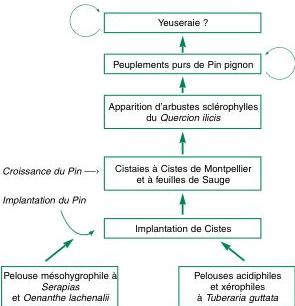 Yeuseraie ?
Peuplements purs de Pin pignon
Apparition d'arbustes sclérophylles
du Quercion ilicis
Croissance du Pin
Cistaies à Cistes de Montpellier
et à feuilles de Sauge
Implantation du Pin
Implantation de Cistes
Pelouse mésohygrophile à
Serapias
et Oenanthe lachenalii
Pelouses acidiphiles
et xérophiles
à Tuberaria guttata